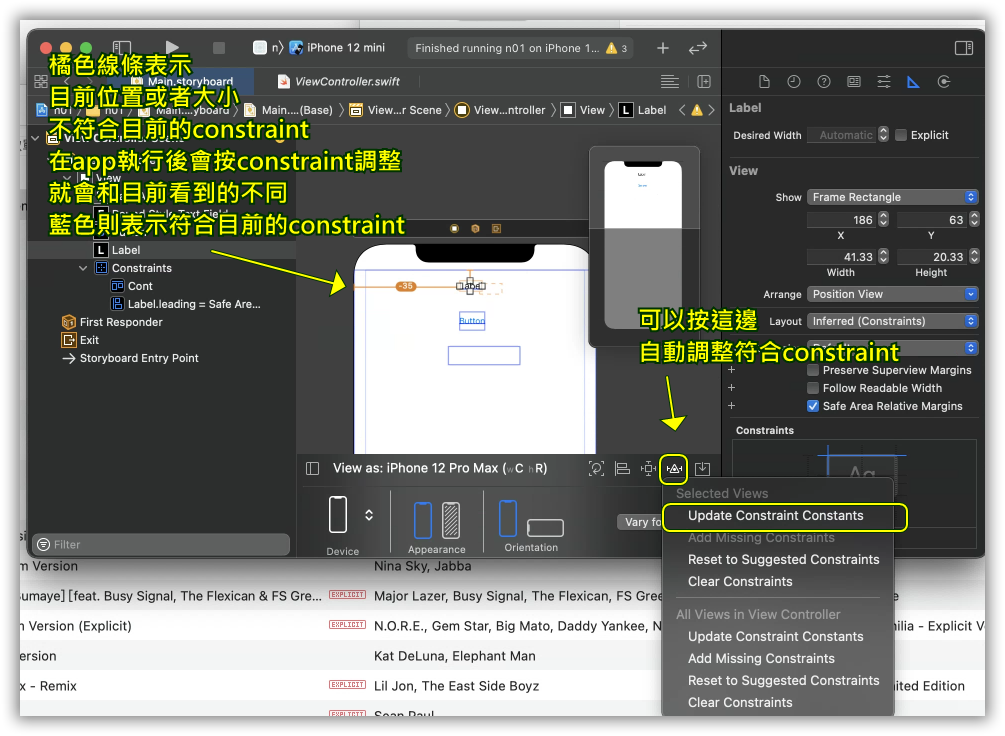 n〉 iPhone 12 mini
Finished running n01 on iPhone 1... 3
橘色線條表示
目前位置或者大小
不符合目前的constraint
在app執行後會按constraint調整
就會和目前看到的不同
藍色則表示符合目前的constraint
Main.storyboard
ViewController.swift
Main....(Base) 〉 View...r Scene 〉 View...ntroller 〉 View 〉 L Label
View
L Label
Constraints
Cont
Label.leading = Safe Are...
First Responder
Exit
Storyboard Entry Point
Filter
-35
Label
Button
可以按這邊
自動調整符合constraint
View as: iPhone 12 Pro Max (wC hR)
Device
Appearance
Orientation
Vary fo
Label
Desired Width Automatic Explicit
View
Show Frame Rectangle
186 63
X Y
41.33 20.33
Width Height
Arrange Position View
Layout Inferred (Constraints)
Preserve Superview Margins
Follow Readable Width
Safe Area Relative Margins
Constraints
Aa
Selected Views
Update Constraint Constants
Add Missing Constraints
Reset to Suggested Constraints
Clear Constraints
All Views in View Controller
Update Constraint Constants
Add Missing Constraints
Reset to Suggested Constraints
Clear Constraints
m Version Nina Sky, Jabba
Bumaye] [feat. Busy Signal, The Flexican & FS Gre... EXPLICIT Major Lazer, Busy Signal, The Flexican, FS Gree
n Version (Explicit) EXPLICIT N.O.R.E., Gem Star, Big Mato, Daddy Yankee, N
nilia - Explicit V
ersion Kat DeLuna, Elephant Man
x - Remix EXPLICIT Lil Jon, The East Side Boyz
ited Edition
EXPLICIT Sean Paul